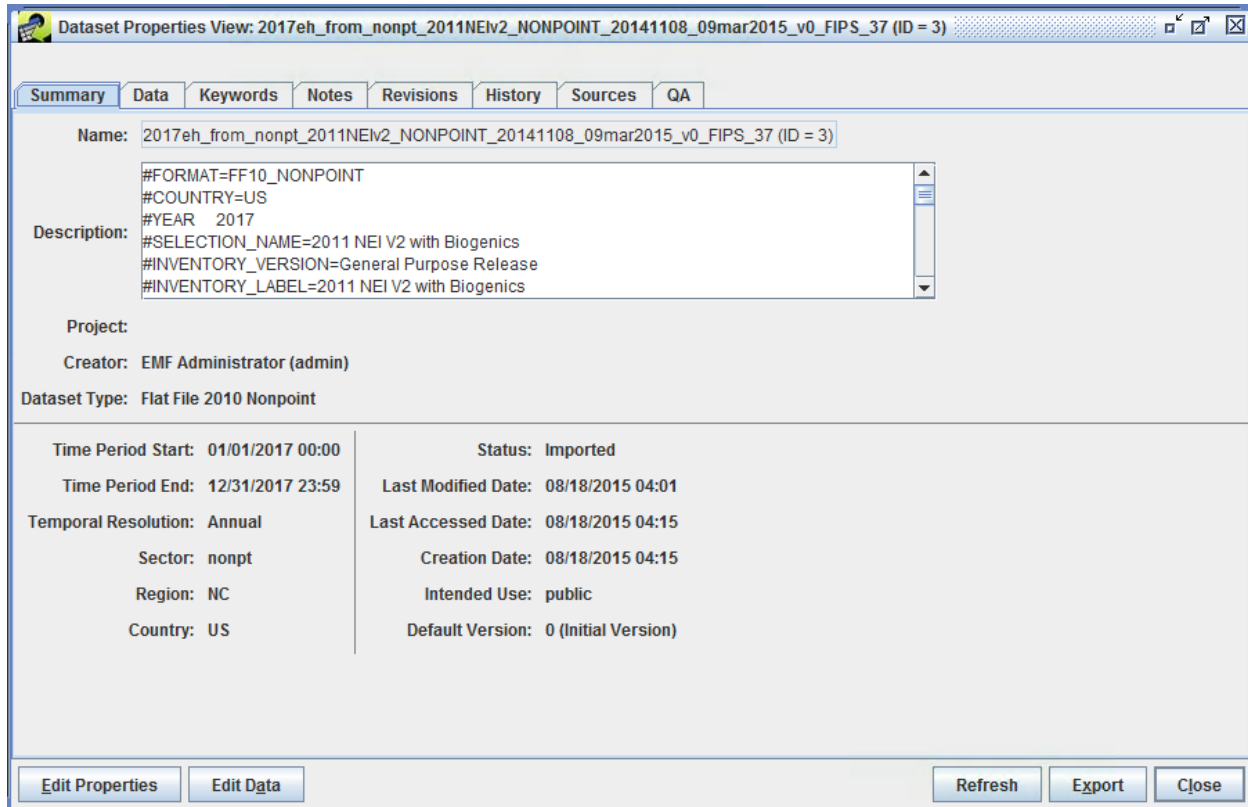 Dataset Properties View: 2017eh_from_nonpt_2011NEIv2_NONPOINT_20141108_09mar2015_v0_FIPS_37 (ID = 3)
Summary Data Keywords Notes Revisions History Sources QA
Name: 2017eh_from_nonpt_2011NEIv2_NONPOINT_20141108_09mar2015_v0_FIPS_37 (ID = 3)
Description:
#FORMAT=FF10_NONPOINT
#COUNTRY=US
#YEAR 2017
#SELECTION_NAME=2011 NEI V2 with Biogenics
#INVENTORY_VERSION=General Purpose Release
#INVENTORY_LABEL=2011 NEI V2 with Biogenics
Project:
Creator: EMF Administrator (admin)
Dataset Type: Flat File 2010 Nonpoint
Time Period Start: 01/01/2017 00:00
Time Period End: 12/31/2017 23:59
Temporal Resolution: Annual
Sector: nonpt
Region: NC
Country: US
Status: Imported
Last Modified Date: 08/18/2015 04:01
Last Accessed Date: 08/18/2015 04:15
Creation Date: 08/18/2015 04:15
Intended Use: public
Default Version: 0 (Initial Version)
Edit Properties Edit Data Refresh Export Close